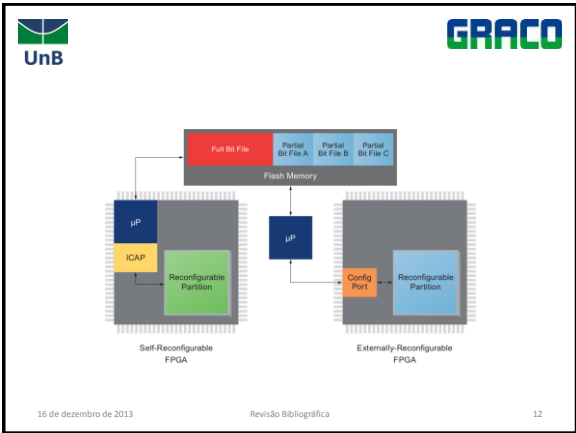 UnB
GRACO
Full Bit File
Partial
Bit File A
Partial
Bit File B
Partial
Bit File C
Flash Memory
µP
ICAP
Reconfigurable
Partition
µP
Config
Port
Reconfigurable
Partition
Self-Reconfigurable
FPGA
Externally-Reconfigurable
FPGA
16 de dezembro de 2013
Revisão Bibliográfica
12